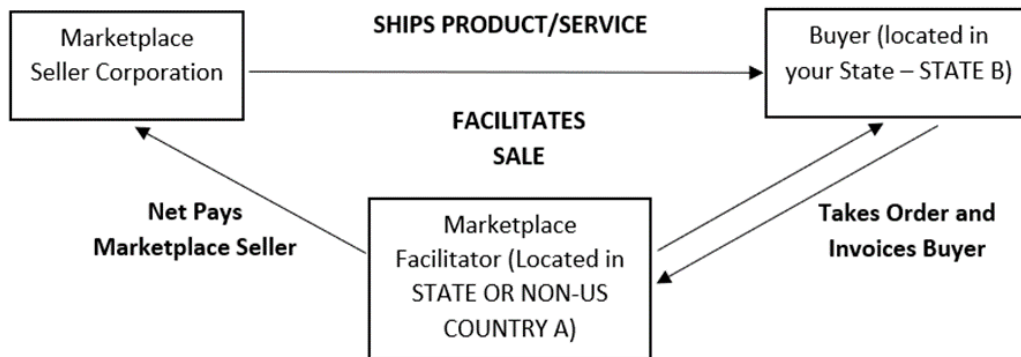 SHIPS PRODUCT/SERVICE
Marketplace
Seller Corporation
Buyer (located in
your State – STATE B)
FACILITATES
SALE
Net Pays
Marketplace Seller
Marketplace
Facilitator (Located in
STATE OR NON-US
COUNTRY A)
Takes Order and
Invoices Buyer